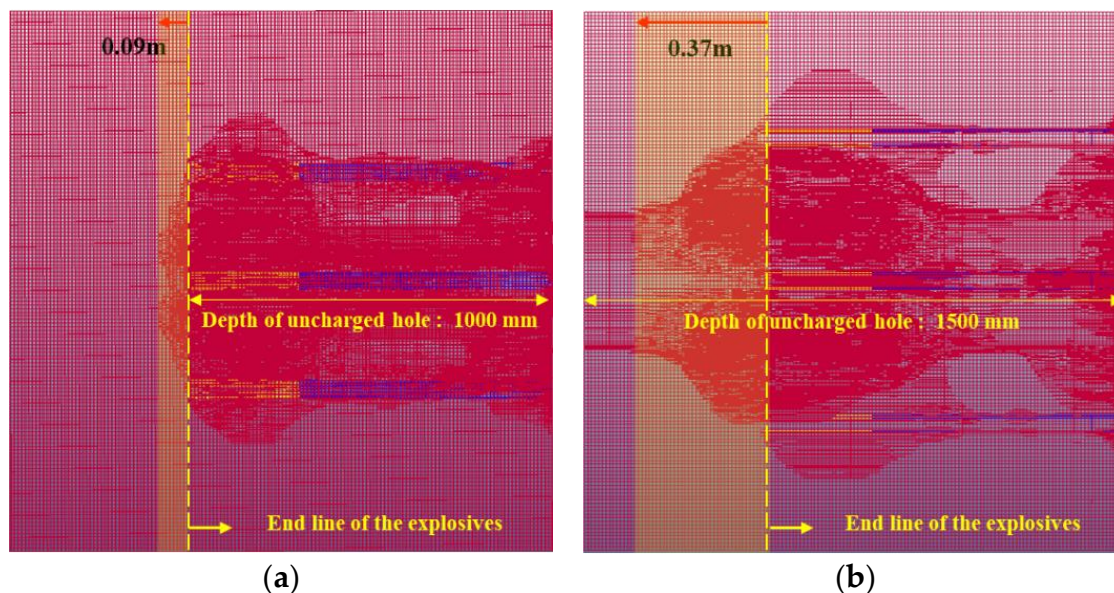 0.09m
Depth of uncharged hole : 1000 mm
End line of the explosives
(a)
0.37m
Depth of uncharged hole : 1500 mm
End line of the explosives
(b)